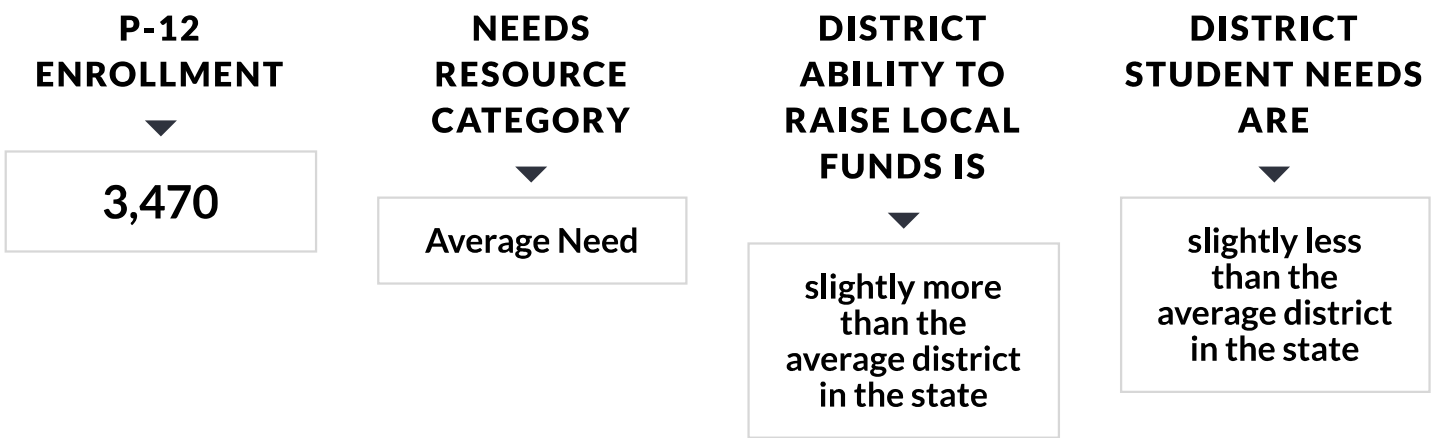 P-12
ENROLLMENT
3,470
NEEDS
RESOURCE
CATEGORY
Average Need
DISTRICT
ABILITY TO
RAISE LOCAL
FUNDS IS
slightly more
than the
average district
in the state
DISTRICT
STUDENT NEEDS
ARE
slightly less
than the
average district
in the state